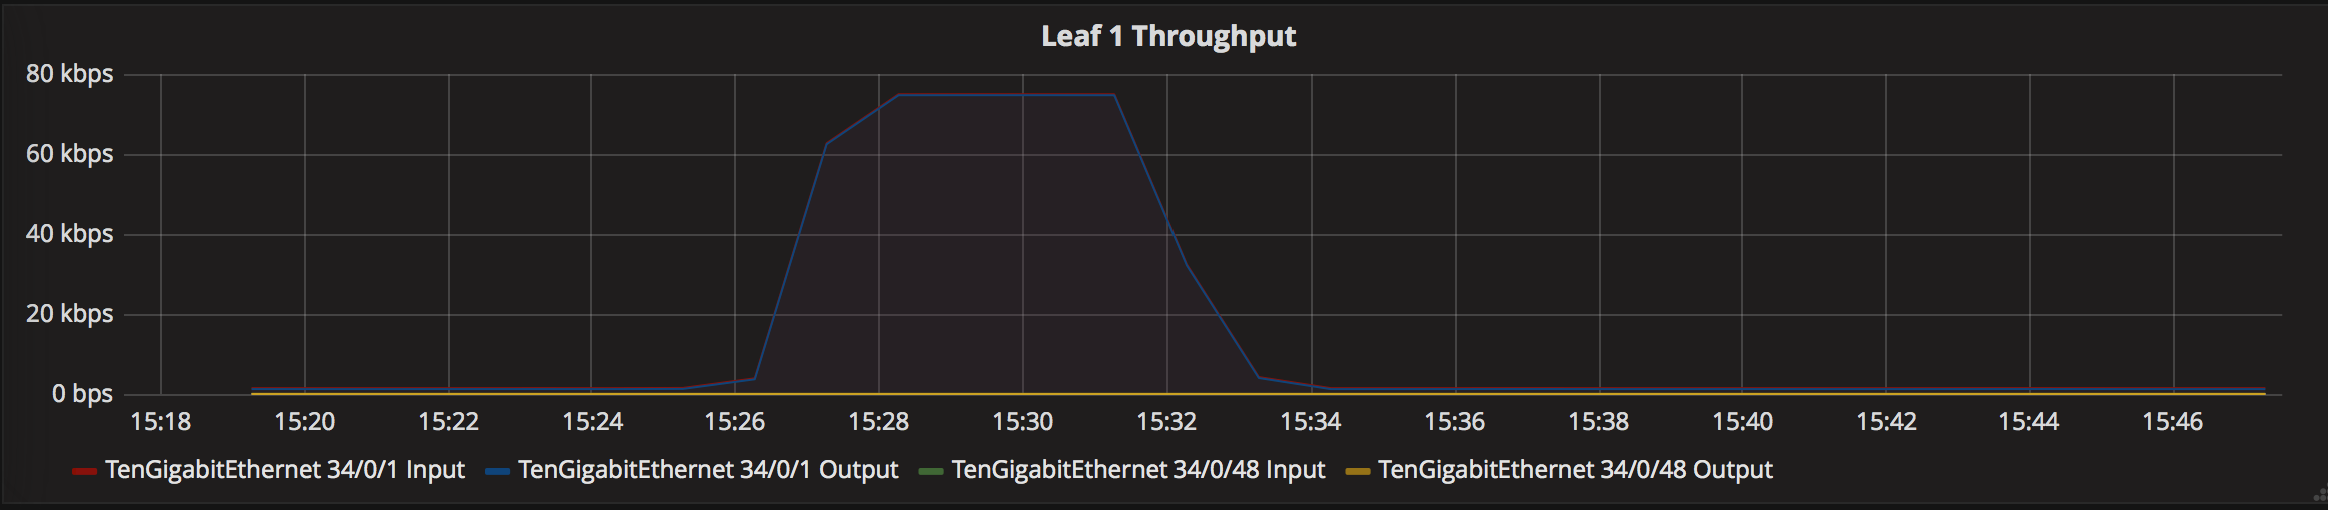 Leaf 1 Throughput
80 kbps
60 kbps
40 kbps
20 kbps
0 bps
15:18 15:20 15:22 15:24 15:26 15:28 15:30 15:32 15:34 15:36 15:38 15:40 15:42 15:44 15:46
TenGigabitEthernet 34/0/1 Input TenGigabitEthernet 34/0/1 Output TenGigabitEthernet 34/0/48 Input TenGigabitEthernet 34/0/48 Output